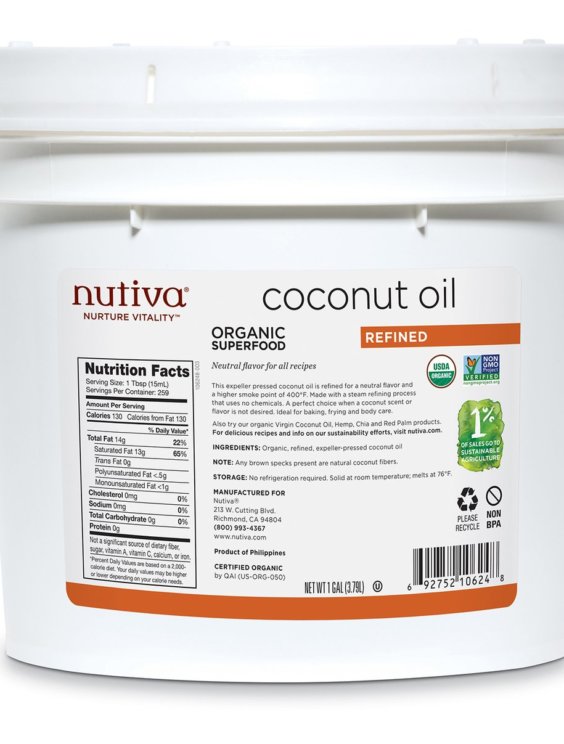 nutiva®
NURTURE VITALITY™
coconut oil
ORGANIC
SUPERFOOD
REFINED
Neutral flavor for all recipes
USDA
ORGANIC
NON
GMO
Project
VERIFIED
nongmoproject.org
This expeller pressed coconut oil is refined for a neutral flavor and
a higher smoke point of 400°F. Made with a steam refining process
that uses no chemicals. A perfect choice when a coconut scent or
flavor is not desired. Ideal for baking, frying and body care.
Also try our organic Virgin Coconut Oil, Hemp, Chia and Red Palm products.
For delicious recipes and info on our sustainability efforts, visit nutiva.com.
INGREDIENTS: Organic, refined, expeller-pressed coconut oil
NOTE: Any brown specks present are natural coconut fibers.
STORAGE: No refrigeration required. Solid at room temperature; melts at 76°F.
MANUFACTURED FOR
Nutiva®
213 W. Cutting Blvd.
Richmond, CA 94804
(800) 993-4367
www.nutiva.com
Product of Philippines
CERTIFIED ORGANIC
by QAI (US-ORG-050)
NET WT 1 GAL (3.79L)
U
1%
OF SALES GO TO
SUSTAINABLE
AGRICULTURE
PLEASE
RECYCLE
NON
BPA
6 92752 10624 8
Nutrition Facts
Serving Size: 1 Tbsp (15mL)
Servings Per Container: 259
Amount Per Serving
Calories 130 Calories from Fat 130
% Daily Value*
Total Fat 14g 22%
Saturated Fat 13g 65%
Trans Fat 0g
Polyunsaturated Fat <.5g
Monounsaturated Fat <1g
Cholesterol 0mg 0%
Sodium 0mg 0%
Total Carbohydrate 0g 0%
Protein 0g
Not a significant source of dietary fiber,
sugar, vitamin A, vitamin C, calcium, or iron.
*Percent Daily Values are based on a 2,000-
calorie diet. Your daily values may be higher
or lower depending on your calorie needs.